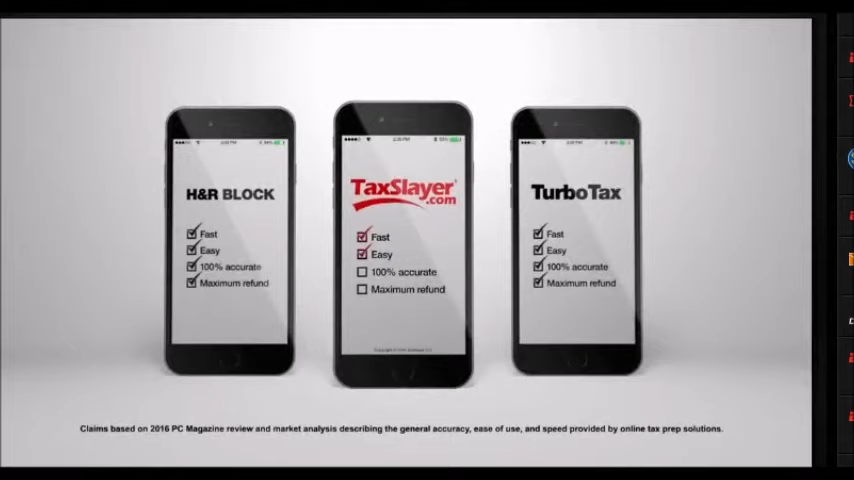 H&R BLOCK
Fast
Easy
100% accurate
Maximum refund
TaxSlayer
.com
Fast
Easy
100% accurate
Maximum refund
TurboTax
Fast
Easy
100% accurate
Maximum refund
Claims based on 2016 PC Magazine review and market analysis describing the general accuracy, ease of use, and speed provided by online tax prep solutions.